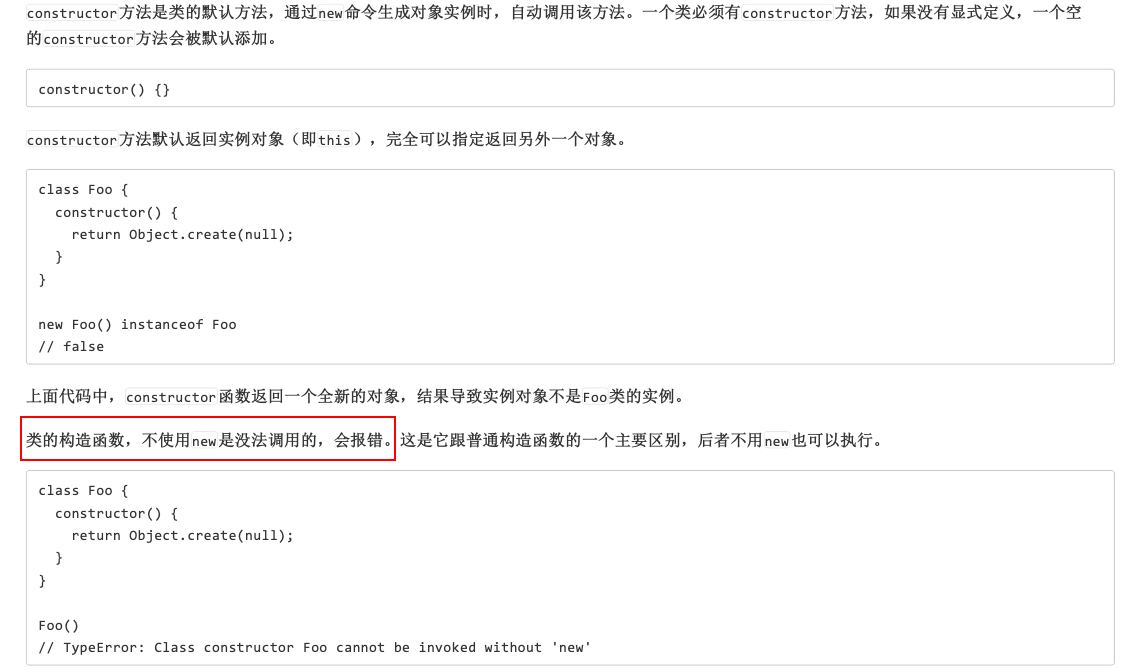 constructor方法是类的默认方法，通过new命令生成对象实例时，自动调用该方法。一个类必须有constructor方法，如果没有显式定义，一个空
的constructor方法会被默认添加。
constructor() {}
constructor方法默认返回实例对象（即this），完全可以指定返回另外一个对象。
class Foo {
  constructor() {
    return Object.create(null);
  }
}
new Foo() instanceof Foo
// false
上面代码中，constructor函数返回一个全新的对象，结果导致实例对象不是Foo类的实例。
类的构造函数，不使用new是没法调用的，会报错。这是它跟普通构造函数的一个主要区别，后者不用new也可以执行。
class Foo {
  constructor() {
    return Object.create(null);
  }
}
Foo()
// TypeError: Class constructor Foo cannot be invoked without 'new'